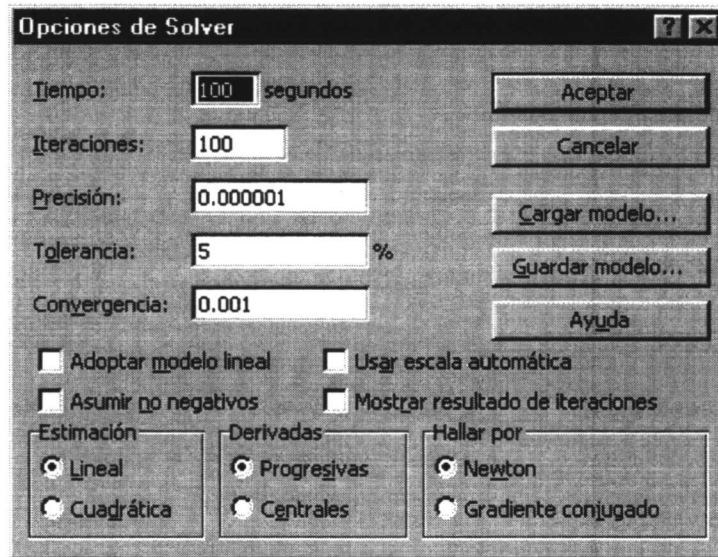 Opciones de Solver
Tiempo: 100 segundos
Aceptar
Iteraciones: 100
Cancelar
Precisión: 0.000001
Cargar modelo...
Tolerancia: 5 %
Guardar modelo...
Convergencia: 0.001
Ayuda
Adoptar modelo lineal
Usar escala automática
Asumir no negativos
Mostrar resultado de iteraciones
Estimación
Lineal
Cuadrática
Derivadas
Progresivas
Centrales
Hallar por
Newton
Gradiente conjugado